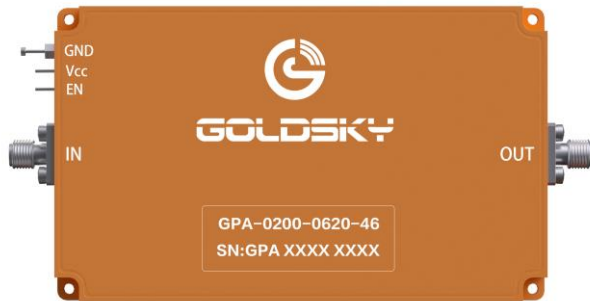 GND
Vcc
EN
GOLDSKY
IN
OUT
GPA-0200-0620-46
SN:GPA XXXX XXXX